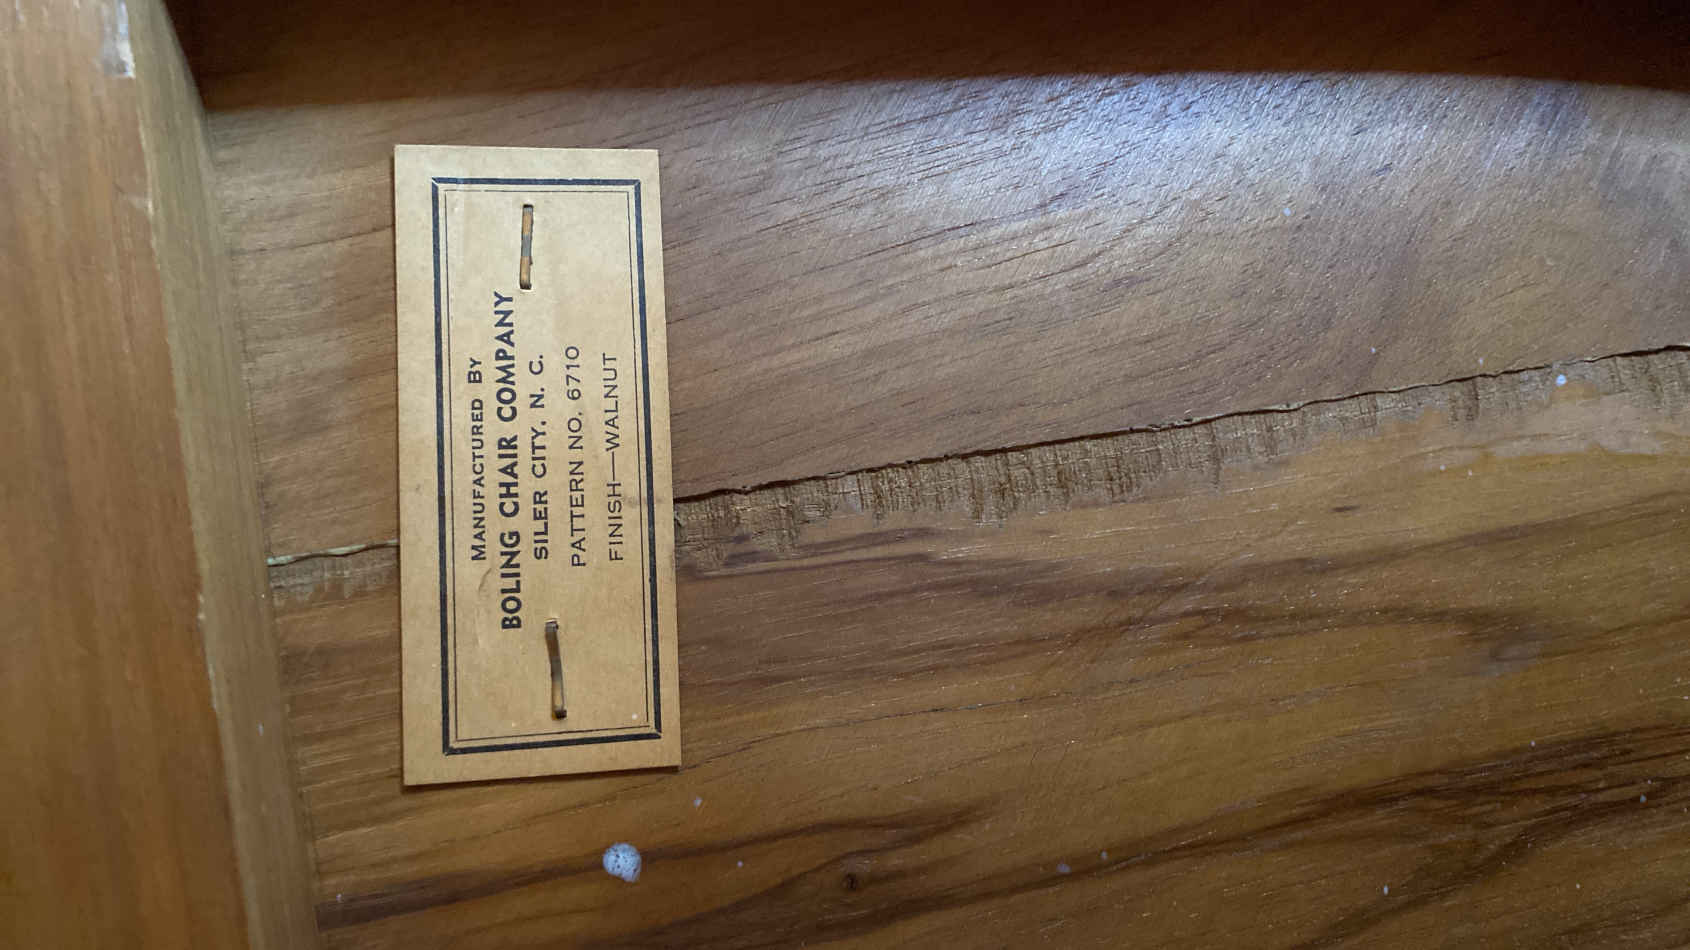 Manufactured By
BOLING CHAIR COMPANY
SILER CITY, N. C.
PATTERN NO. 6710
FINISH—WALNUT